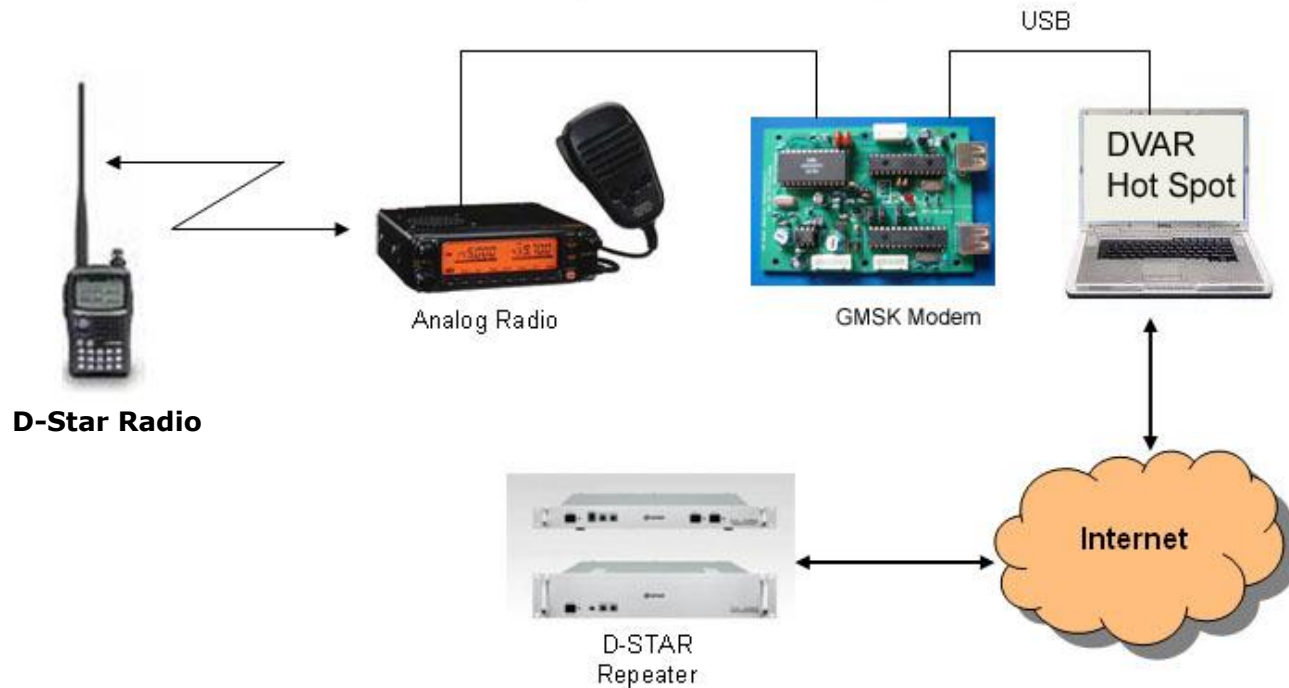 USB
DVAR
Hot Spot
Analog Radio
GMSK Modem
D-Star Radio
Internet
D-STAR
Repeater